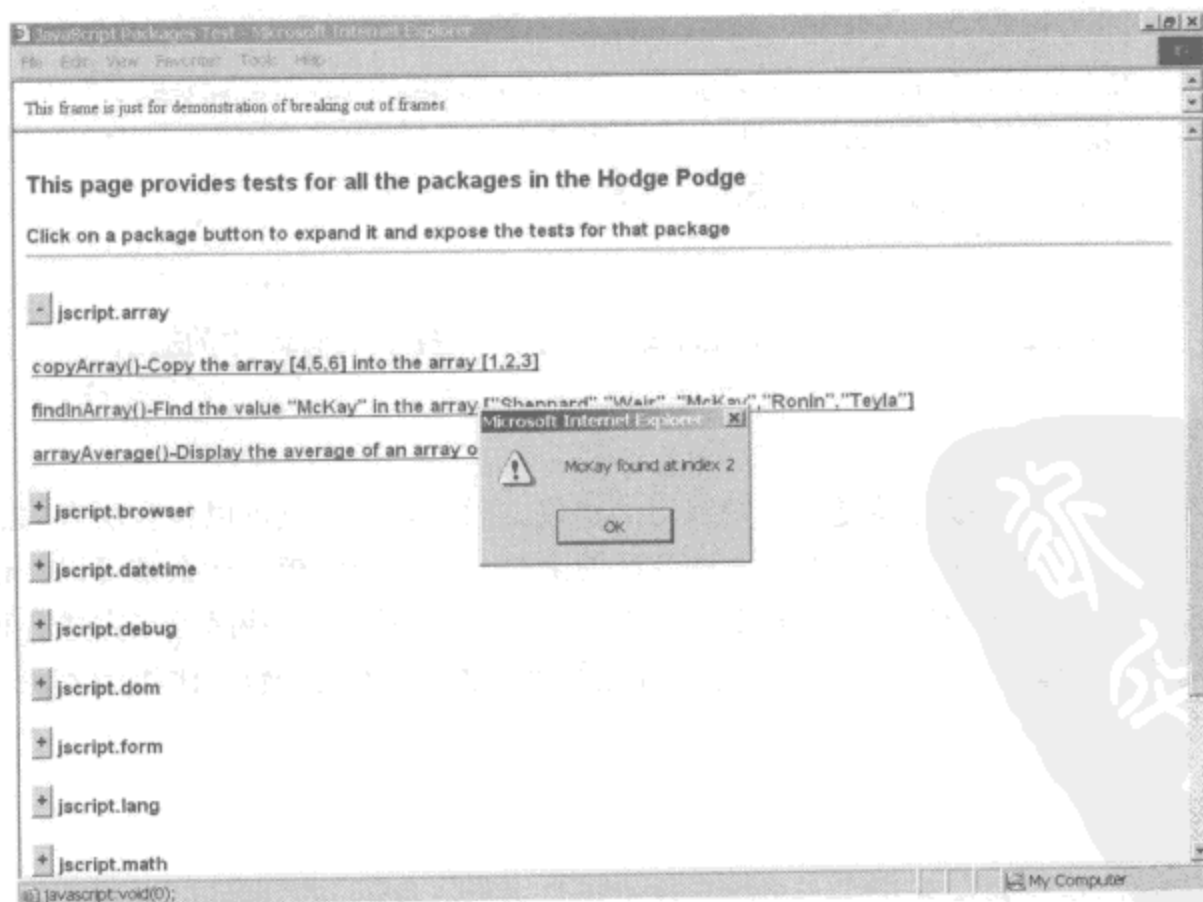 JavaScript Packages Test - Microsoft Internet Explorer
File Edit View Favorites Tools Help
This frame is just for demonstration of breaking out of frames
This page provides tests for all the packages in the Hodge Podge
Click on a package button to expand it and expose the tests for that package
- jscript.array
copyArray()-Copy the array [4,5,6] into the array [1,2,3]
findInArray()-Find the value "McKay" in the array ["Sheppard","Weir","McKay","Ronin","Teyla"]
arrayAverage()-Display the average of an array o
Microsoft Internet Explorer
McKay found at index 2
OK
+ jscript.browser
+ jscript.datetime
+ jscript.debug
+ jscript.dom
+ jscript.form
+ jscript.lang
+ jscript.math
javascript:void(0);
My Computer